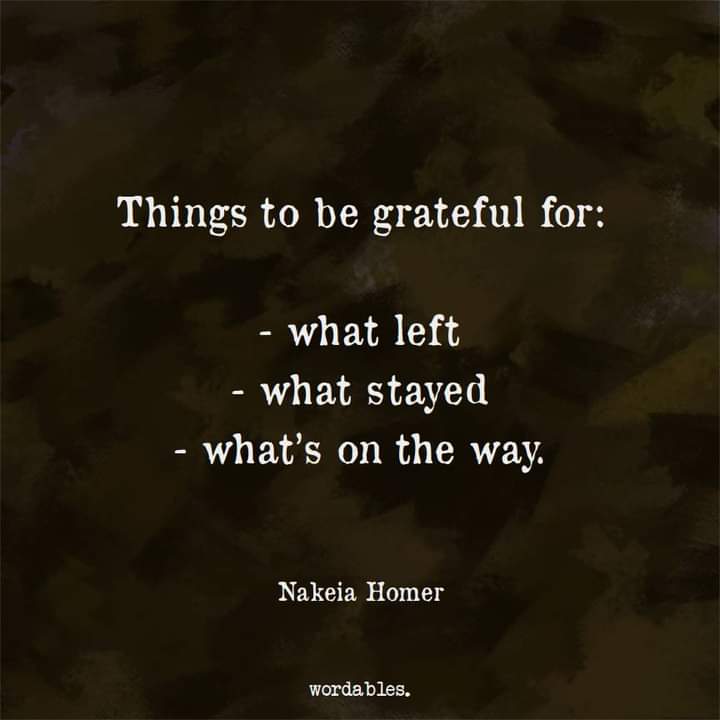 Things to be grateful for:
- what left
- what stayed
- what's on the way.
Nakeia Homer
wordables.